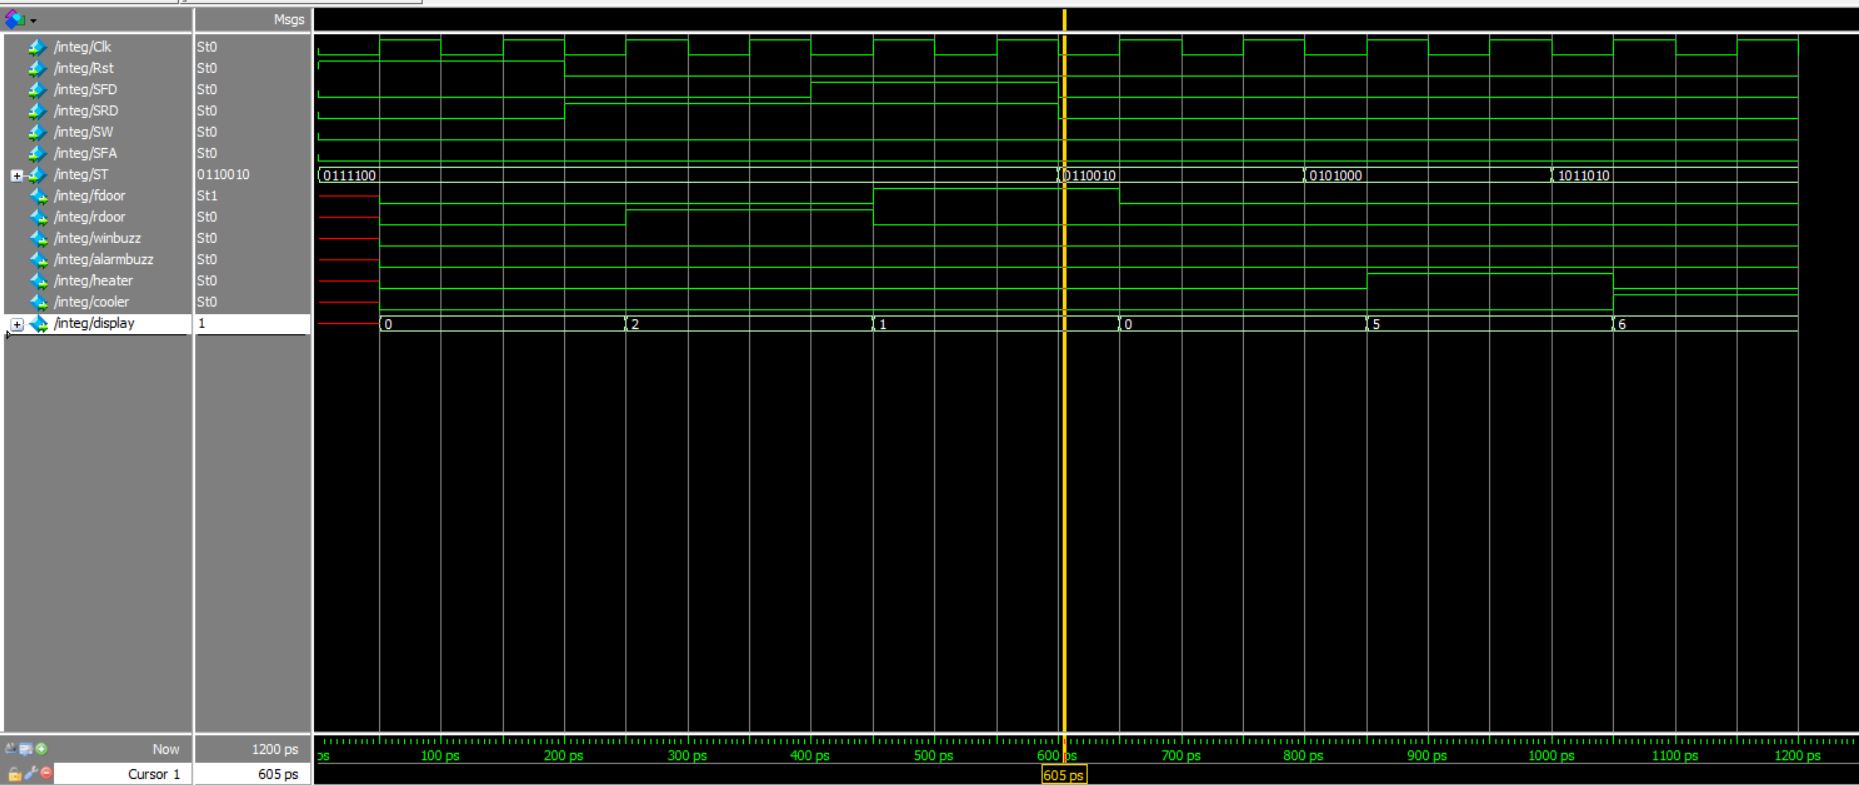 Msgs
/integ/Clk St0
/integ/Rst St0
/integ/SFD St0
/integ/SRD St0
/integ/SW St0
/integ/SFA St0
/integ/ST 0110010 0111100 0110010 0101000 1011010
/integ/fdoor St1
/integ/rdoor St0
/integ/winbuzz St0
/integ/alarmbuzz St0
/integ/heater St0
/integ/cooler St0
/integ/display 1 0 2 1 0 5 6
Now 1200 ps ps 100 ps 200 ps 300 ps 400 ps 500 ps 600 ps 700 ps 800 ps 900 ps 1000 ps 1100 ps 1200 ps
Cursor 1 605 ps 605 ps